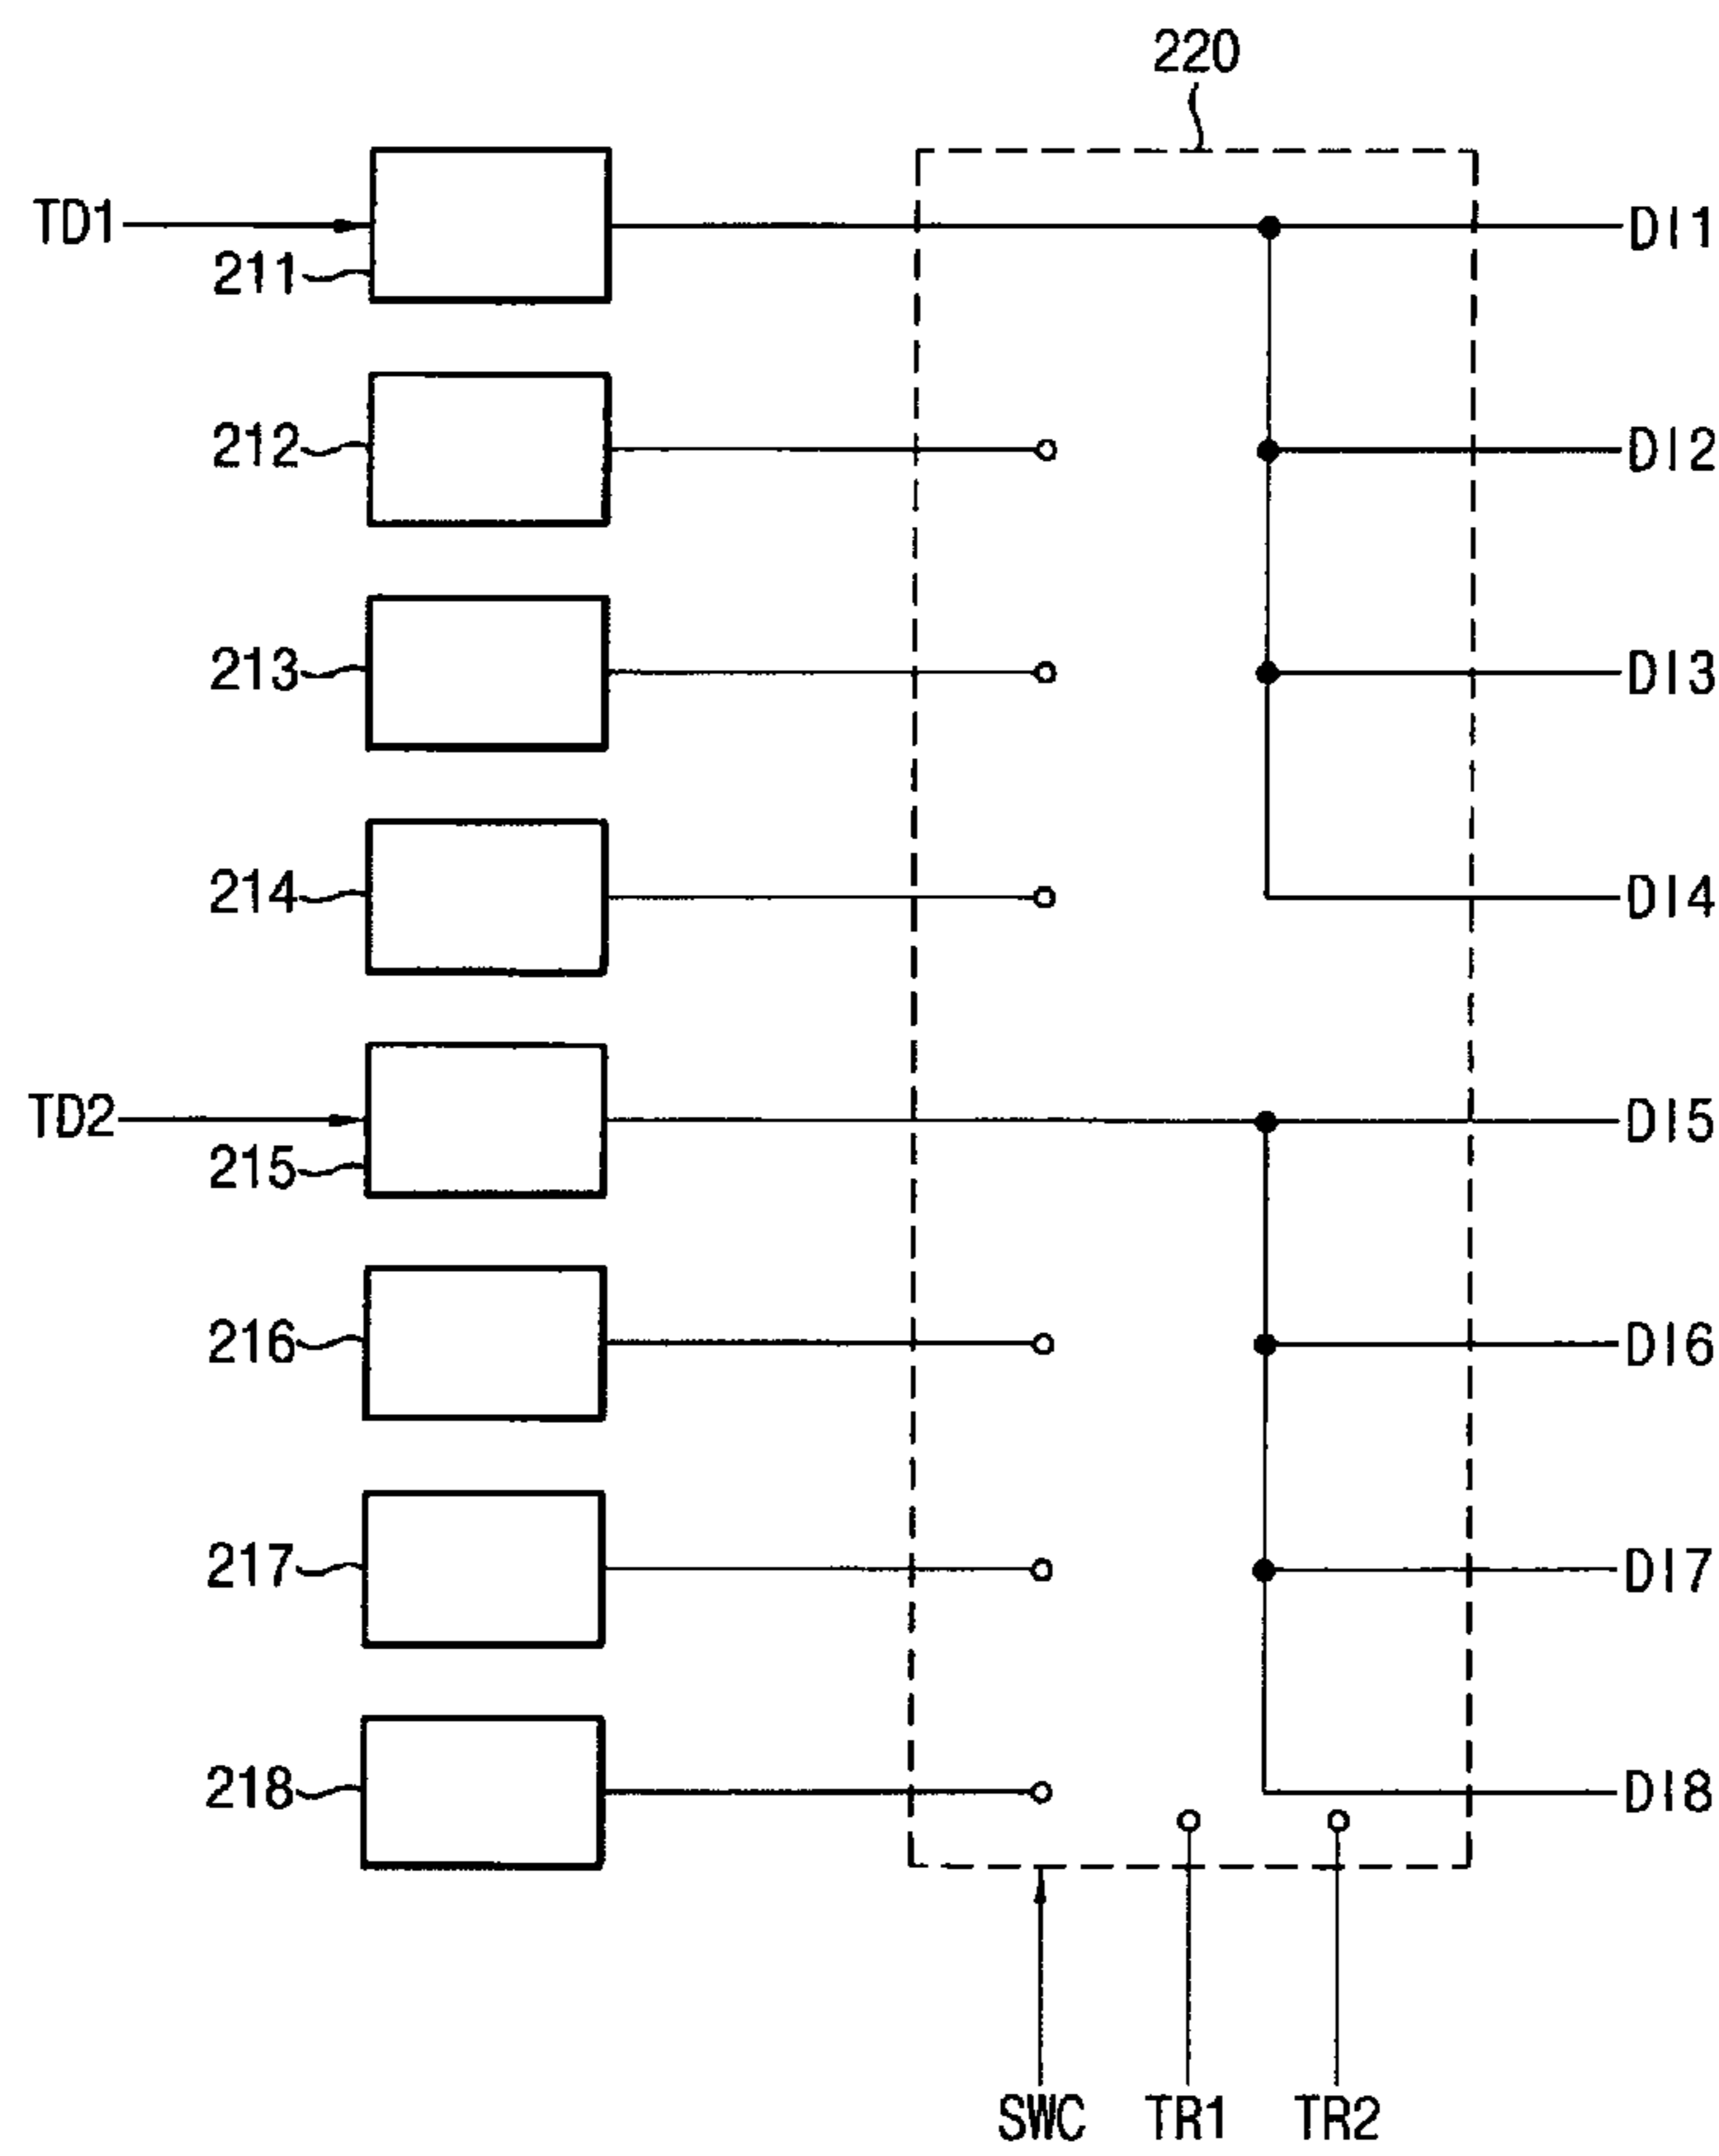 220
TD1
211
DI1
212
DI2
213
DI3
214
DI4
TD2
215
DI5
216
DI6
217
DI7
218
DI8
SWC TR1 TR2